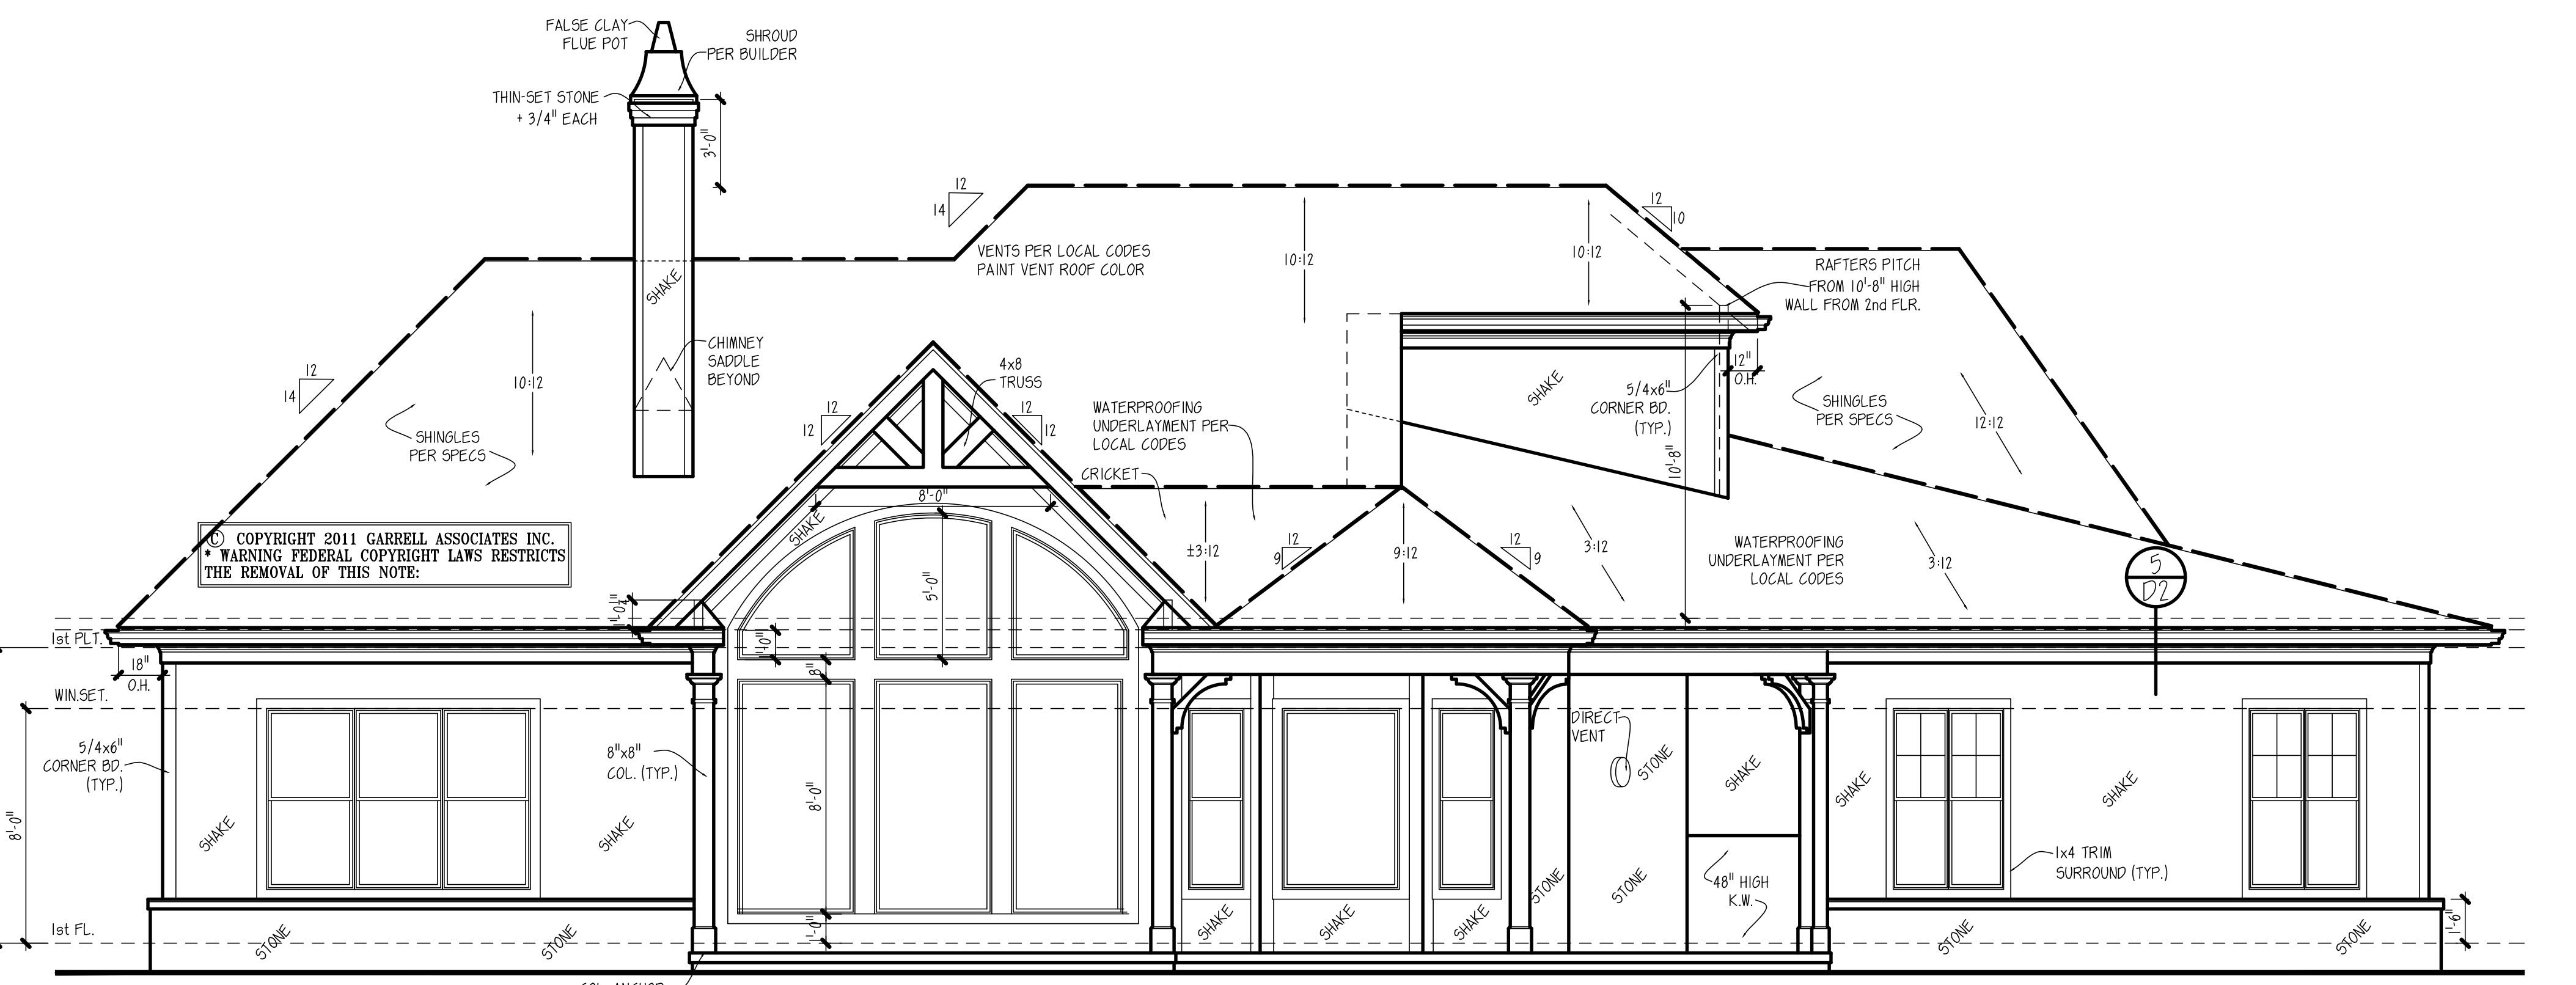 FALSE CLAY
FLUE POT
SHROUD
PER BUILDER
THIN-SET STONE
+ 3/4" EACH
3'-0"
SHAKE
CHIMNEY
SADDLE
BEYOND
12
14
12
14
10:12
SHINGLES
PER SPECS
VENTS PER LOCAL CODES
PAINT VENT ROOF COLOR
10:12
10:12
12
10
RAFTERS PITCH
FROM 10'-8" HIGH
WALL FROM 2nd FLR.
12"
O.H.
5/4x6"
CORNER BD.
(TYP.)
SHAKE
10'-8"
SHINGLES
PER SPECS
12:12
4x8
TRUSS
12
12
12
12
WATERPROOFING
UNDERLAYMENT PER
LOCAL CODES
CRICKET
8'-0"
SHAKE
5'-0"
±3:12
12
9
9:12
12
9
3:12
WATERPROOFING
UNDERLAYMENT PER
LOCAL CODES
3:12
5
D2
© COPYRIGHT 2011 GARRELL ASSOCIATES INC.
* WARNING FEDERAL COPYRIGHT LAWS RESTRICTS
THE REMOVAL OF THIS NOTE:
1st PLT.
18"
O.H.
1'-0"
8"
WIN.SET.
5/4x6"
CORNER BD.
(TYP.)
8'-0"
SHAKE
SHAKE
8"x8"
COL. (TYP.)
8'-0"
1'-0"
DIRECT
VENT
STONE
SHAKE
SHAKE
SHAKE
48" HIGH
K.W.
1x4 TRIM
SURROUND (TYP.)
1st FL.
STONE
STONE
SHAKE
SHAKE
SHAKE
STONE
STONE
STONE
STONE
1'-6"